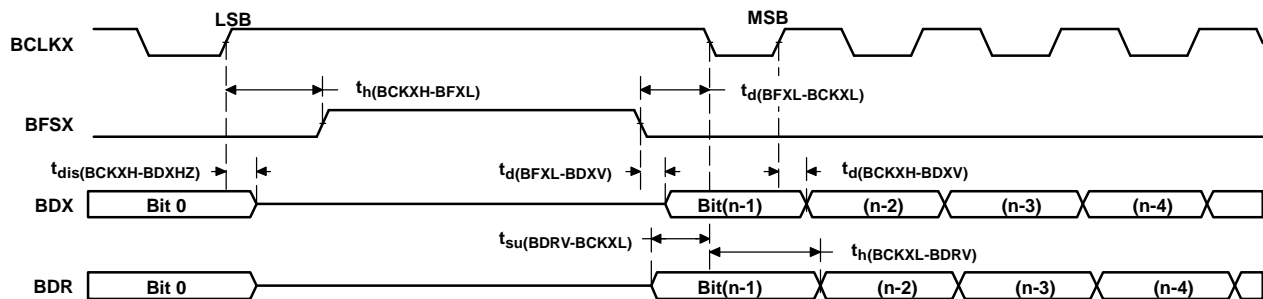 LSB MSB
BCLKX
th(BCKXH-BFXL) td(BFXL-BCKXL)
BFSX
tdis(BCKXH-BDXHZ) td(BFXL-BDXV) td(BCKXH-BDXV)
BDX Bit 0 Bit(n-1) (n-2) (n-3) (n-4)
tsu(BDRV-BCKXL) th(BCKXL-BDRV)
BDR Bit 0 Bit(n-1) (n-2) (n-3) (n-4)